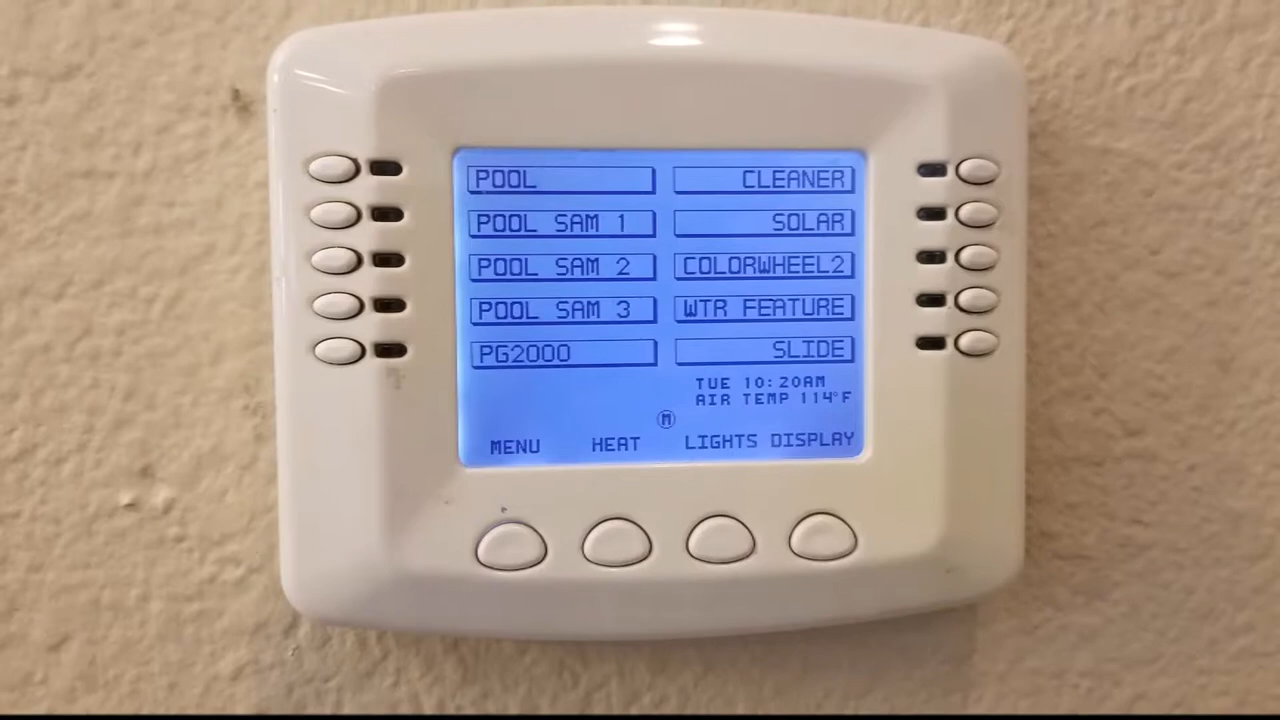 POOL CLEANER
POOL SAM 1 SOLAR
POOL SAM 2 COLORWHEEL2
POOL SAM 3 WTR FEATURE
PG2000 SLIDE
TUE 10:20AM
AIR TEMP 114°F
M
MENU HEAT LIGHTS DISPLAY